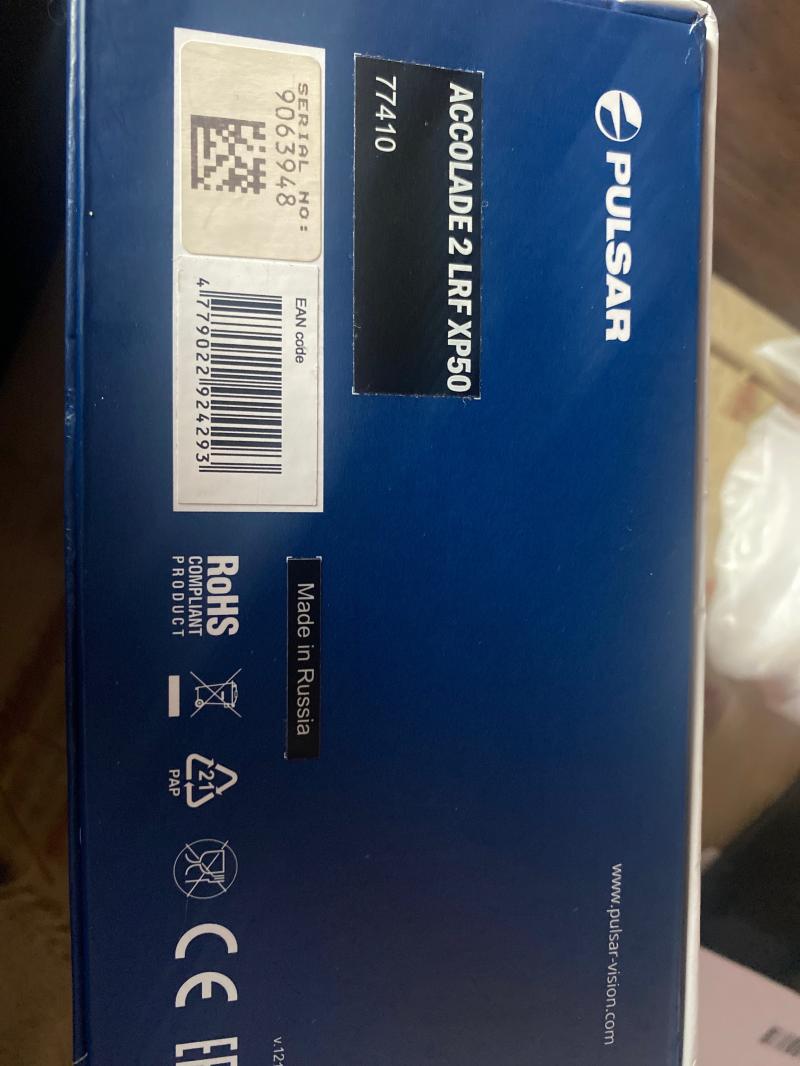 PULSAR
ACCOLADE 2 LRF XP50
77410
SERIAL NO:
9063948
EAN code
4779022924293
Made in Russia
RoHS
COMPLIANT
PRODUCT
21
PAP
CE
www.pulsar-vision.com